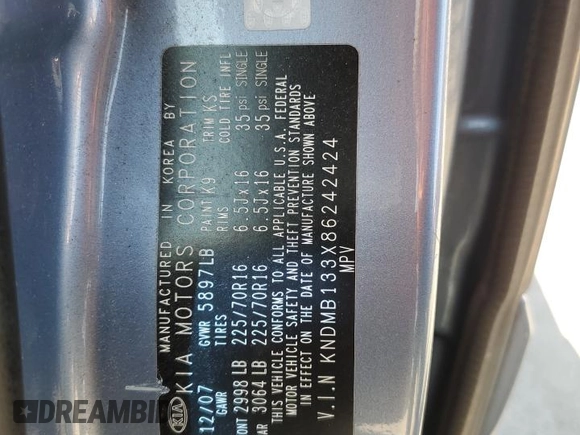 MANUFACTURED IN KOREA BY
KIA KIA MOTORS CORPORATION
12/07 GVWR 5897LB PAINT K9 TRIM KS
GAWR TIRES RIMS COLD TIRE INFL
2998 LB 225/70R16 6.5Jx16 35 psi SINGLE
3064 LB 225/70R16 6.5Jx16 35 psi SINGLE
THIS VEHICLE CONFORMS TO ALL APPLICABLE U.S.A. FEDERAL
MOTOR VEHICLE SAFETY AND THEFT PREVENTION STANDARDS
IN EFFECT ON THE DATE OF MANUFACTURE SHOWN ABOVE
V.I.N KNDMB133X86242424
MPV
DREAMBID